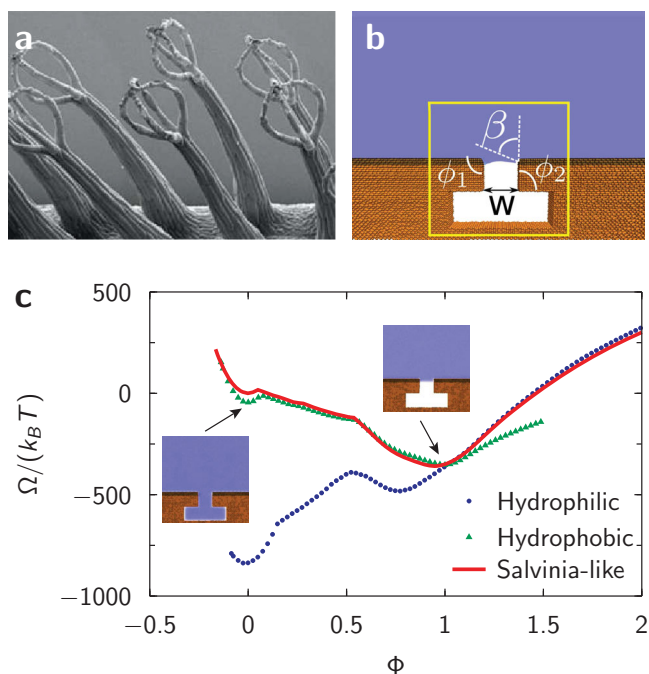 a
b
β
ϕ1
ϕ2
W
c
Ω/(k_B T)
500
0
−500
−1000
−0.5
0
0.5
1
1.5
2
Φ
Hydrophilic
Hydrophobic
Salvinia-like